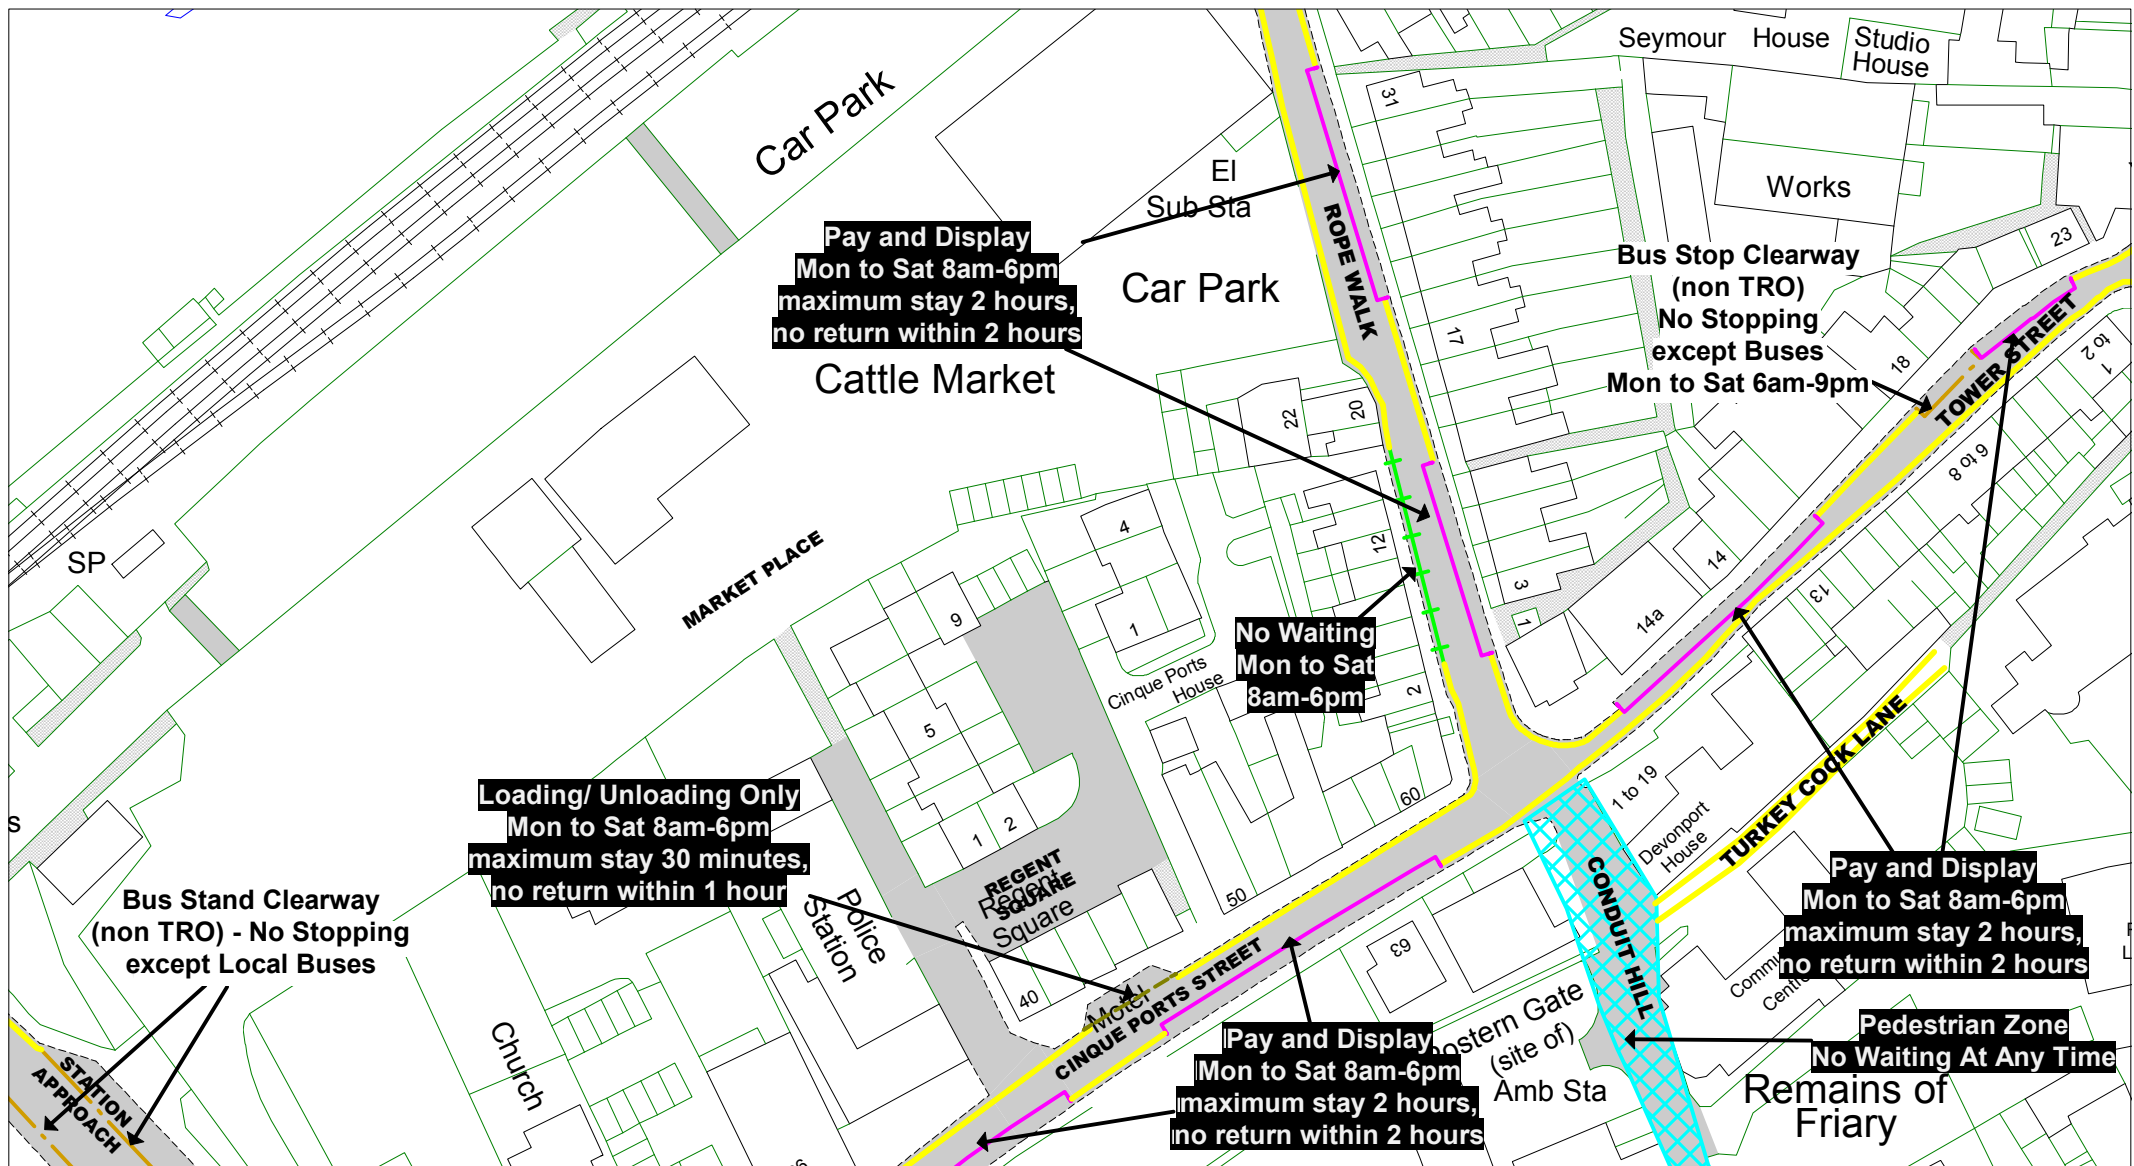 Seymour House
Studio
House
Car Park
31
El
Sub Sta
Works
ROPE WALK
23
Pay and Display
Mon to Sat 8am-6pm
maximum stay 2 hours,
no return within 2 hours
Bus Stop Clearway
(non TRO)
No Stopping
except Buses
Mon to Sat 6am-9pm
Car Park
Cattle Market
17
18
TOWER STREET
1
to 2
22
20
6 to 8
4
12
SP
MARKET PLACE
3
14
14a
13
9
1
1
No Waiting
Mon to Sat
8am-6pm
Cinque Ports
House
2
5
TURKEY COCK LANE
Loading/ Unloading Only
Mon to Sat 8am-6pm
maximum stay 30 minutes,
no return within 1 hour
60
1 to 19
Devonport
House
1
2
s
REGENT
SQUARE
Regent
Square
50
CONDUIT HILL
Pay and Display
Mon to Sat 8am-6pm
maximum stay 2 hours,
no return within 2 hours
Bus Stand Clearway
(non TRO) - No Stopping
except Local Buses
Police
Station
63
40
CINQUE PORTS STREET
Postern Gate
(site of)
Amb Sta
Pedestrian Zone
No Waiting At Any Time
Church
Pay and Display
Mon to Sat 8am-6pm
maximum stay 2 hours,
no return within 2 hours
STATION
APPROACH
Remains of
Friary